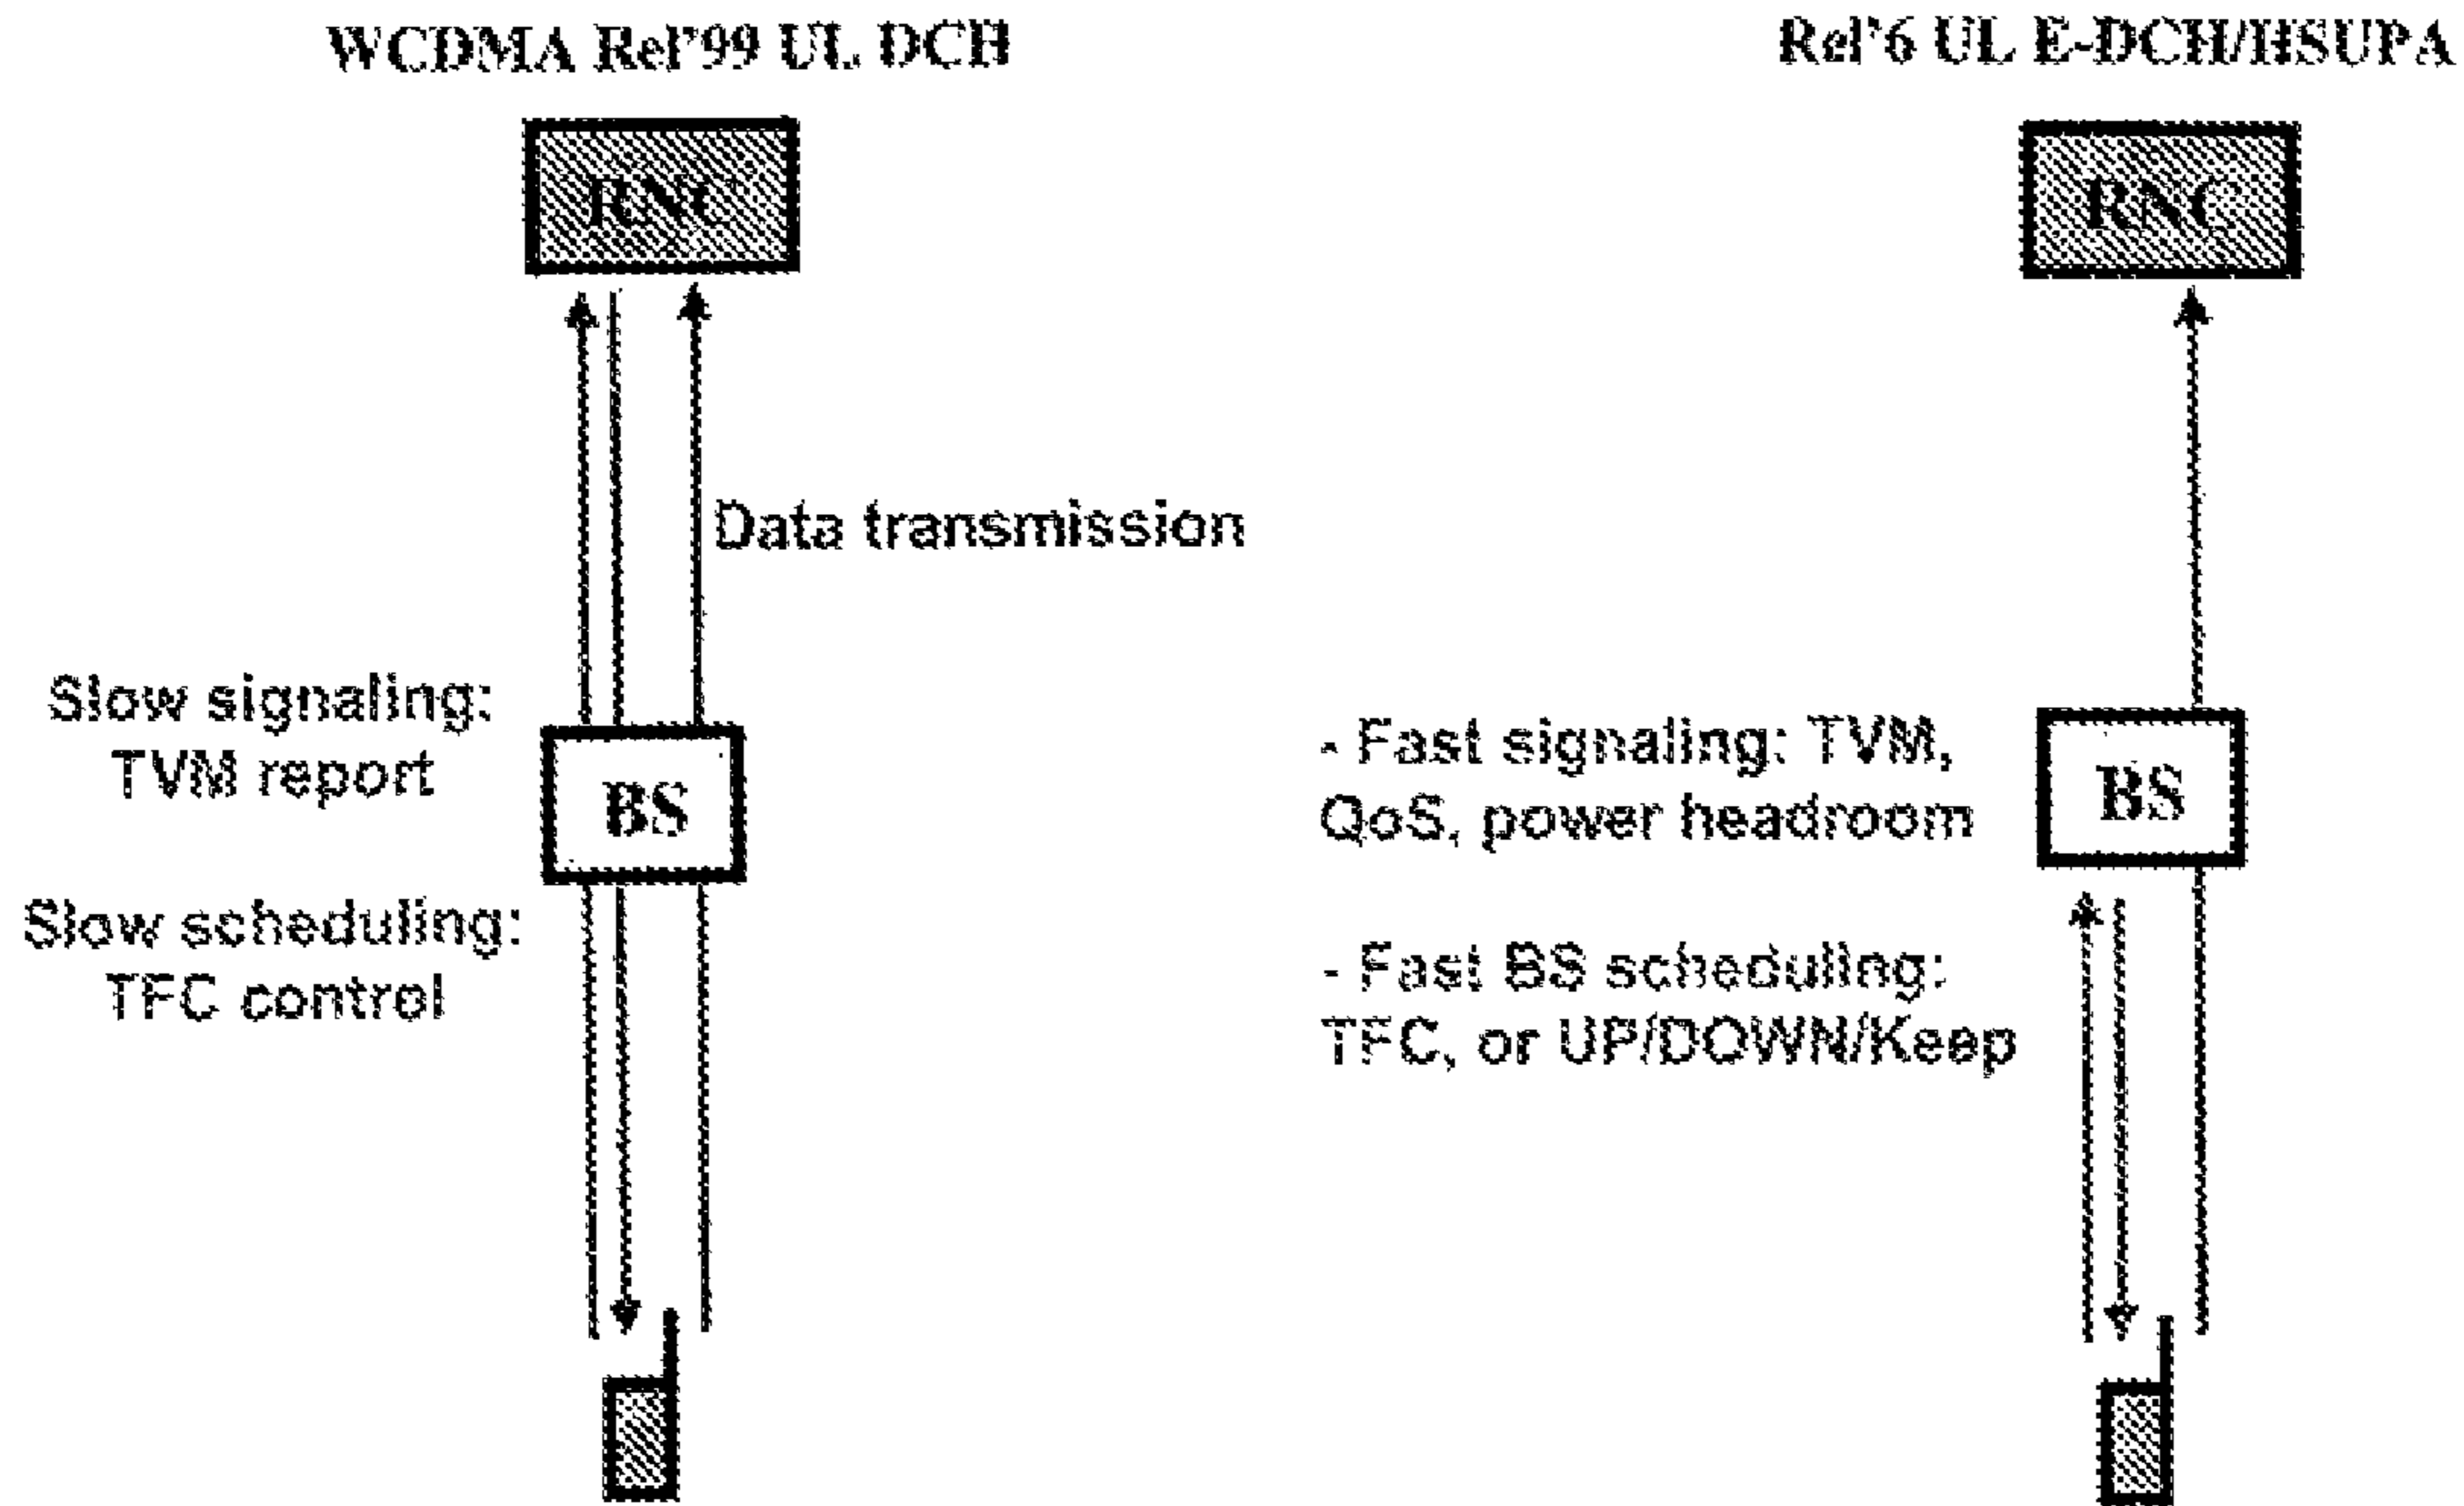 WCDMA Rel'99 UL DCH
RNC
Data transmission
Slow signaling:
TVM report
BS
Slow scheduling:
TFC control
Rel'6 UL E-DCH/HSUPA
RNC
- Fast signaling: TVM,
QoS, power headroom
BS
- Fast BS scheduling:
TFC, or UP/DOWN/Keep